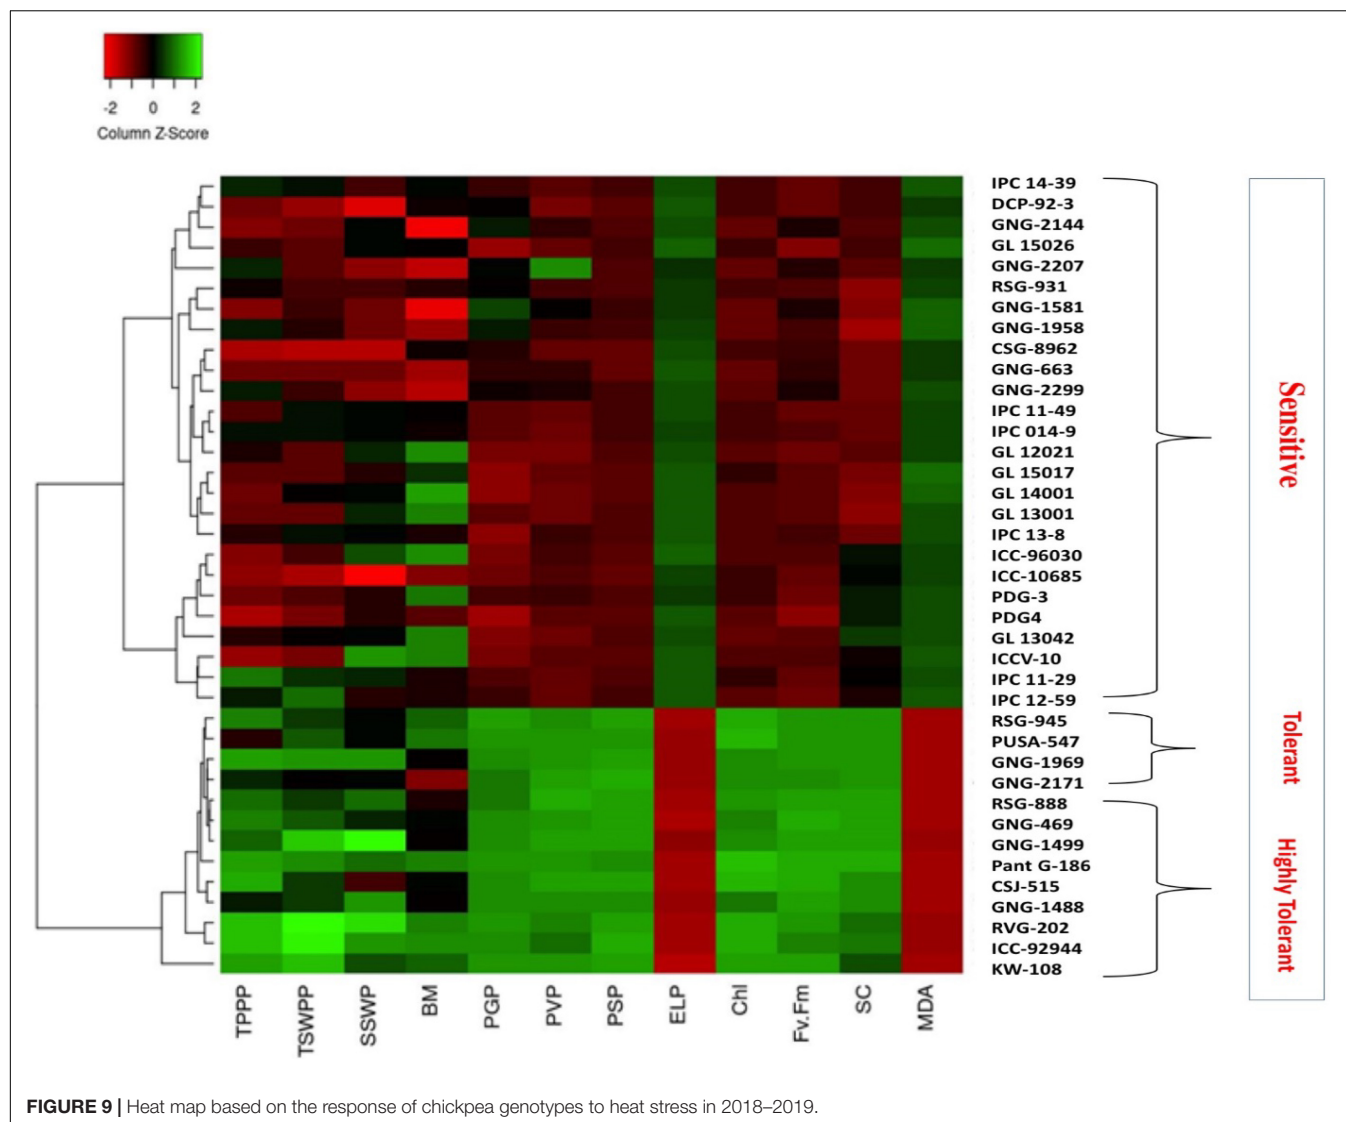 -2 0 2
Column Z-Score
IPC 14-39
DCP-92-3
GNG-2144
GL 15026
GNG-2207
RSG-931
GNG-1581
GNG-1958
CSG-8962
GNG-663
GNG-2299
IPC 11-49
IPC 014-9
GL 12021
GL 15017
GL 14001
GL 13001
IPC 13-8
ICC-96030
ICC-10685
PDG-3
PDG4
GL 13042
ICCV-10
IPC 11-29
IPC 12-59
RSG-945
PUSA-547
GNG-1969
GNG-2171
RSG-888
GNG-469
GNG-1499
Pant G-186
CSJ-515
GNG-1488
RVG-202
ICC-92944
KW-108
Sensitive
Tolerant
Highly Tolerant
TPPP
TSWPP
SSWP
BM
PGP
PVP
PSP
ELP
Chl
Fv.Fm
SC
MDA
FIGURE 9 | Heat map based on the response of chickpea genotypes to heat stress in 2018–2019.